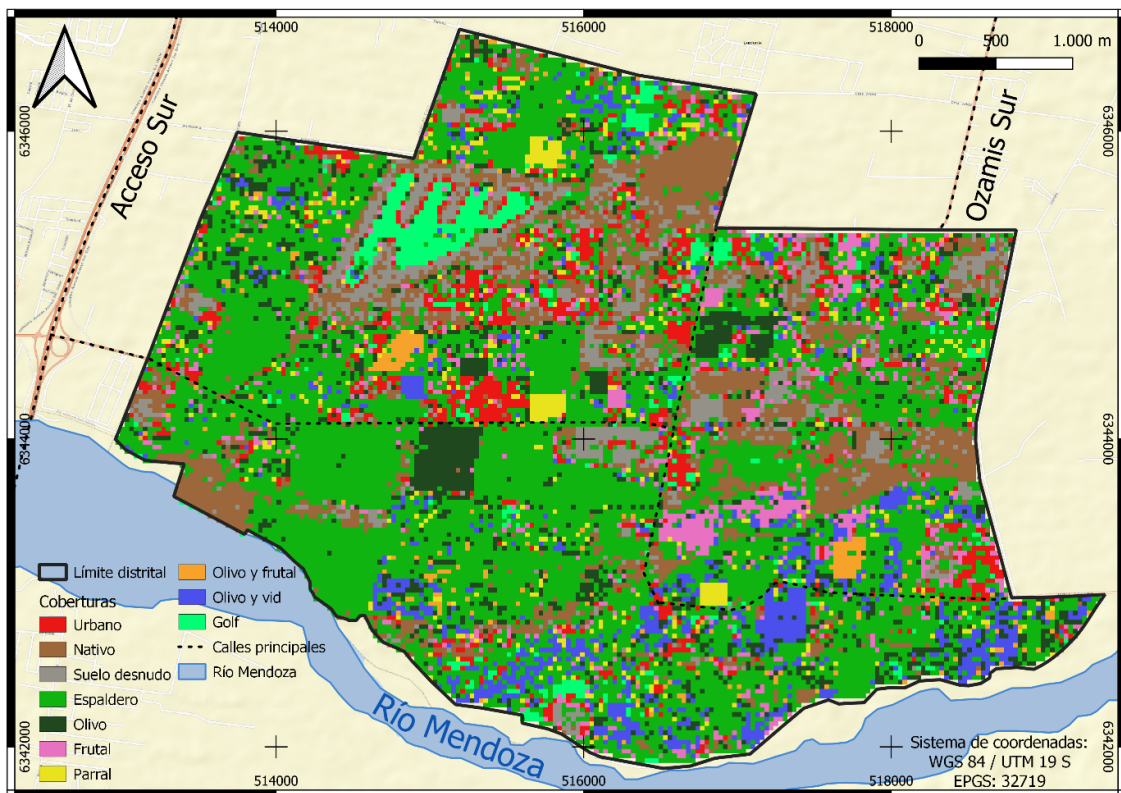 514000
516000
518000
0
500
1.000 m
6346000
6346000
Acceso Sur
Ozamis Sur
6344000
6344000
Límite distrital
Coberturas
Urbano
Nativo
Suelo desnudo
Espaldero
Olivo
Frutal
Parral
Olivo y frutal
Olivo y vid
Golf
Calles principales
Río Mendoza
Río Mendoza
6342000
Sistema de coordenadas:
WGS 84 / UTM 19 S
EPGS: 32719
514000
516000
518000